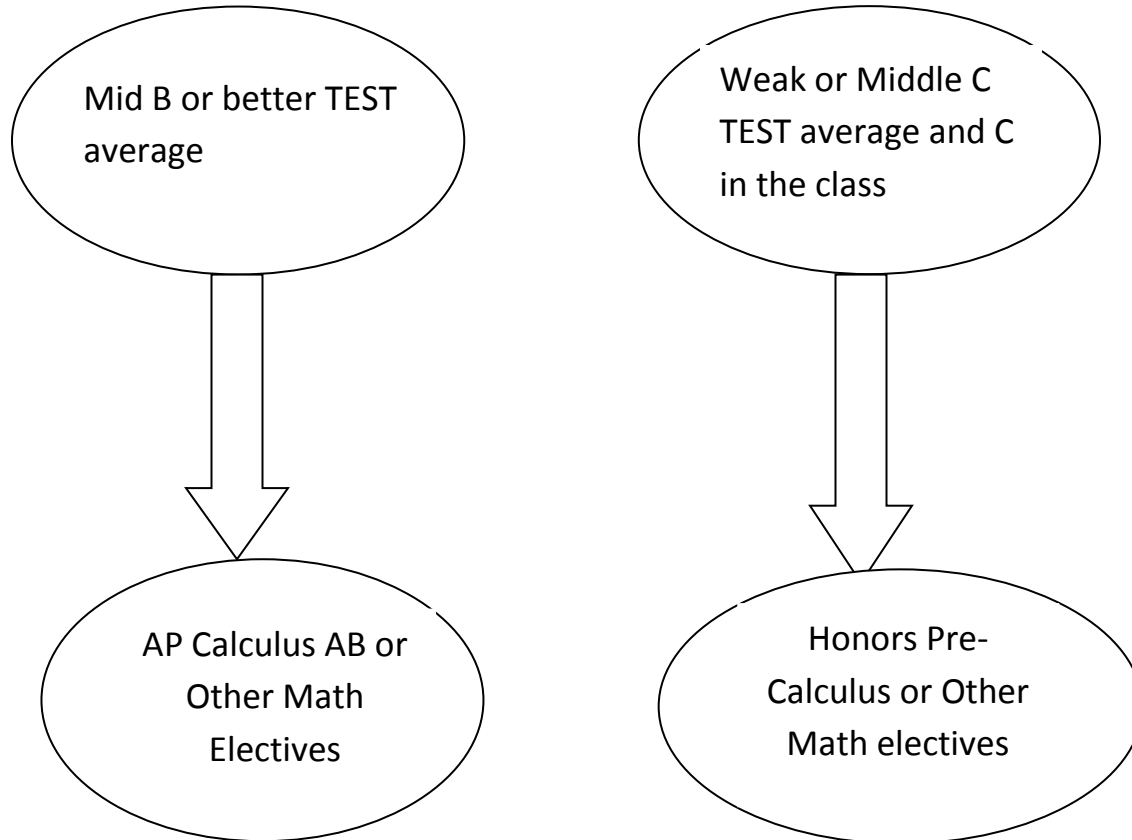 Mid B or better TEST
average
Weak or Middle C
TEST average and C
in the class
AP Calculus AB or
Other Math
Electives
Honors Pre-
Calculus or Other
Math electives